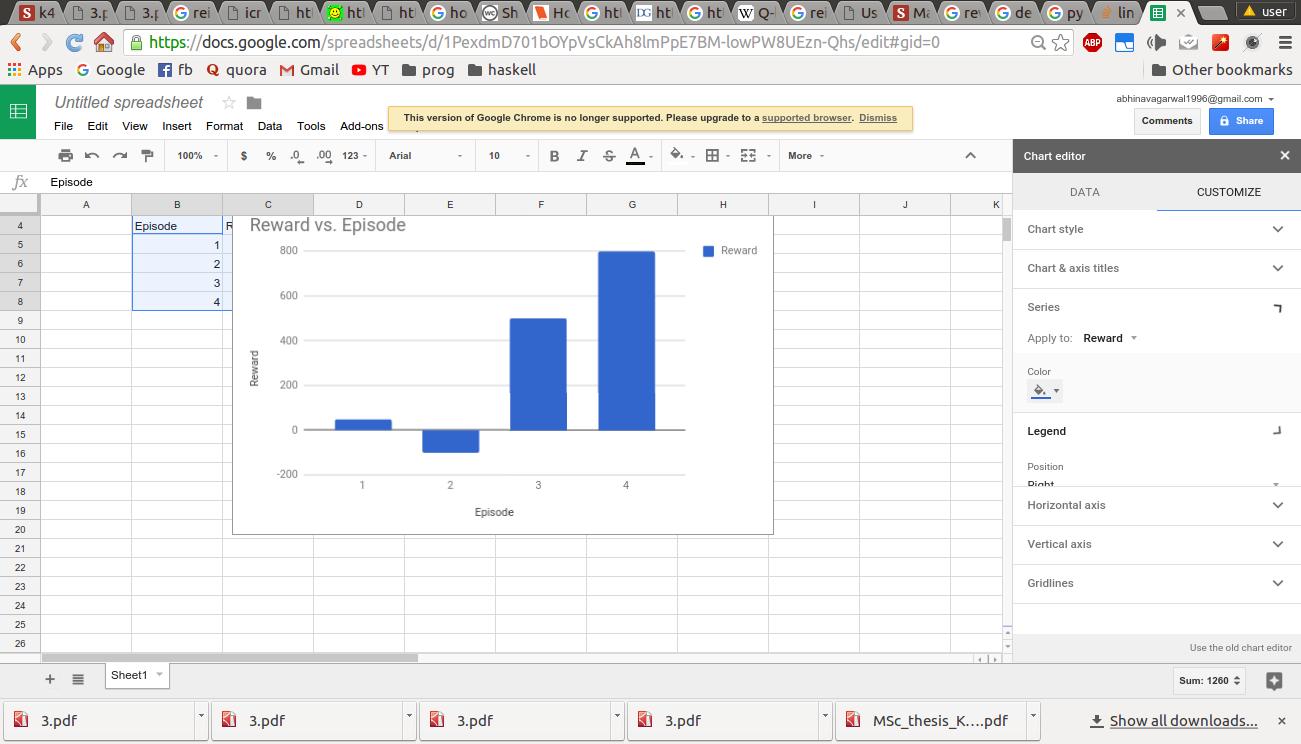 k4 3.p 3.p rei icr htl htl htl ho Sh Ho htl htl htl Q- rei Us Ma rev de py lin user
https://docs.google.com/spreadsheets/d/1PexdmD701bOYpVsCkAh8lmPpE7BM-lowPW8UEzn-Qhs/edit#gid=0
Apps Google fb quora Gmail YT prog haskell Other bookmarks
Untitled spreadsheet
abhinavagarwal1996@gmail.com
This version of Google Chrome is no longer supported. Please upgrade to a supported browser. Dismiss
File Edit View Insert Format Data Tools Add-ons
Comments Share
100% $ % .0 .00 123 Arial 10 B I S A More
fx Episode
A B C D E F G H I J K
4 Episode R
5 1
6 2
7 3
8 4
9
10
11
12
13
14
15
16
17
18
19
20
21
22
23
24
25
26
Reward vs. Episode
Reward
800
600
400
200
0
-200
Reward
1 2 3 4
Episode
Chart editor
DATA CUSTOMIZE
Chart style
Chart & axis titles
Series
Apply to: Reward
Color
Legend
Position
Right
Horizontal axis
Vertical axis
Gridlines
Use the old chart editor
Sheet1
Sum: 1260
3.pdf 3.pdf 3.pdf 3.pdf MSc_thesis_K....pdf Show all downloads...